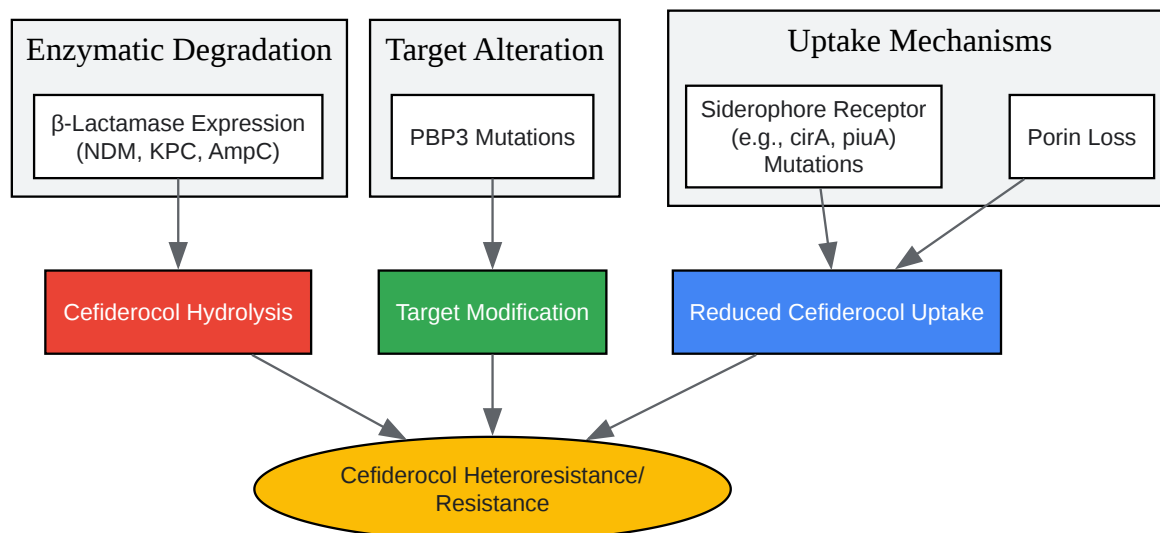 Enzymatic Degradation
Target Alteration
Uptake Mechanisms
β-Lactamase Expression
(NDM, KPC, AmpC)
PBP3 Mutations
Siderophore Receptor
(e.g., cirA, piuA)
Mutations
Porin Loss
Cefiderocol Hydrolysis
Target Modification
Reduced Cefiderocol Uptake
Cefiderocol Heteroresistance/
Resistance